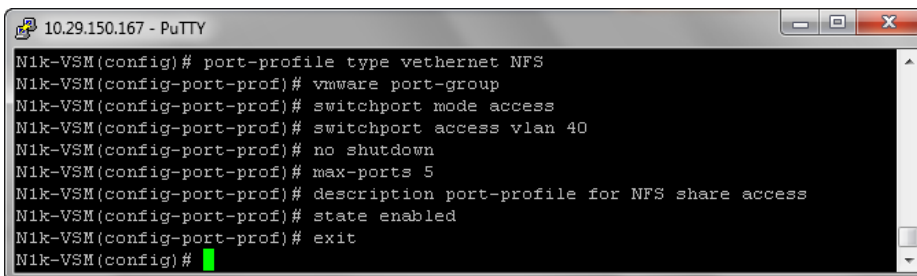 10.29.150.167 - PuTTY
N1k-VSM(config)# port-profile type vethernet NFS
N1k-VSM(config-port-prof)# vmware port-group
N1k-VSM(config-port-prof)# switchport mode access
N1k-VSM(config-port-prof)# switchport access vlan 40
N1k-VSM(config-port-prof)# no shutdown
N1k-VSM(config-port-prof)# max-ports 5
N1k-VSM(config-port-prof)# description port-profile for NFS share access
N1k-VSM(config-port-prof)# state enabled
N1k-VSM(config-port-prof)# exit
N1k-VSM(config)#